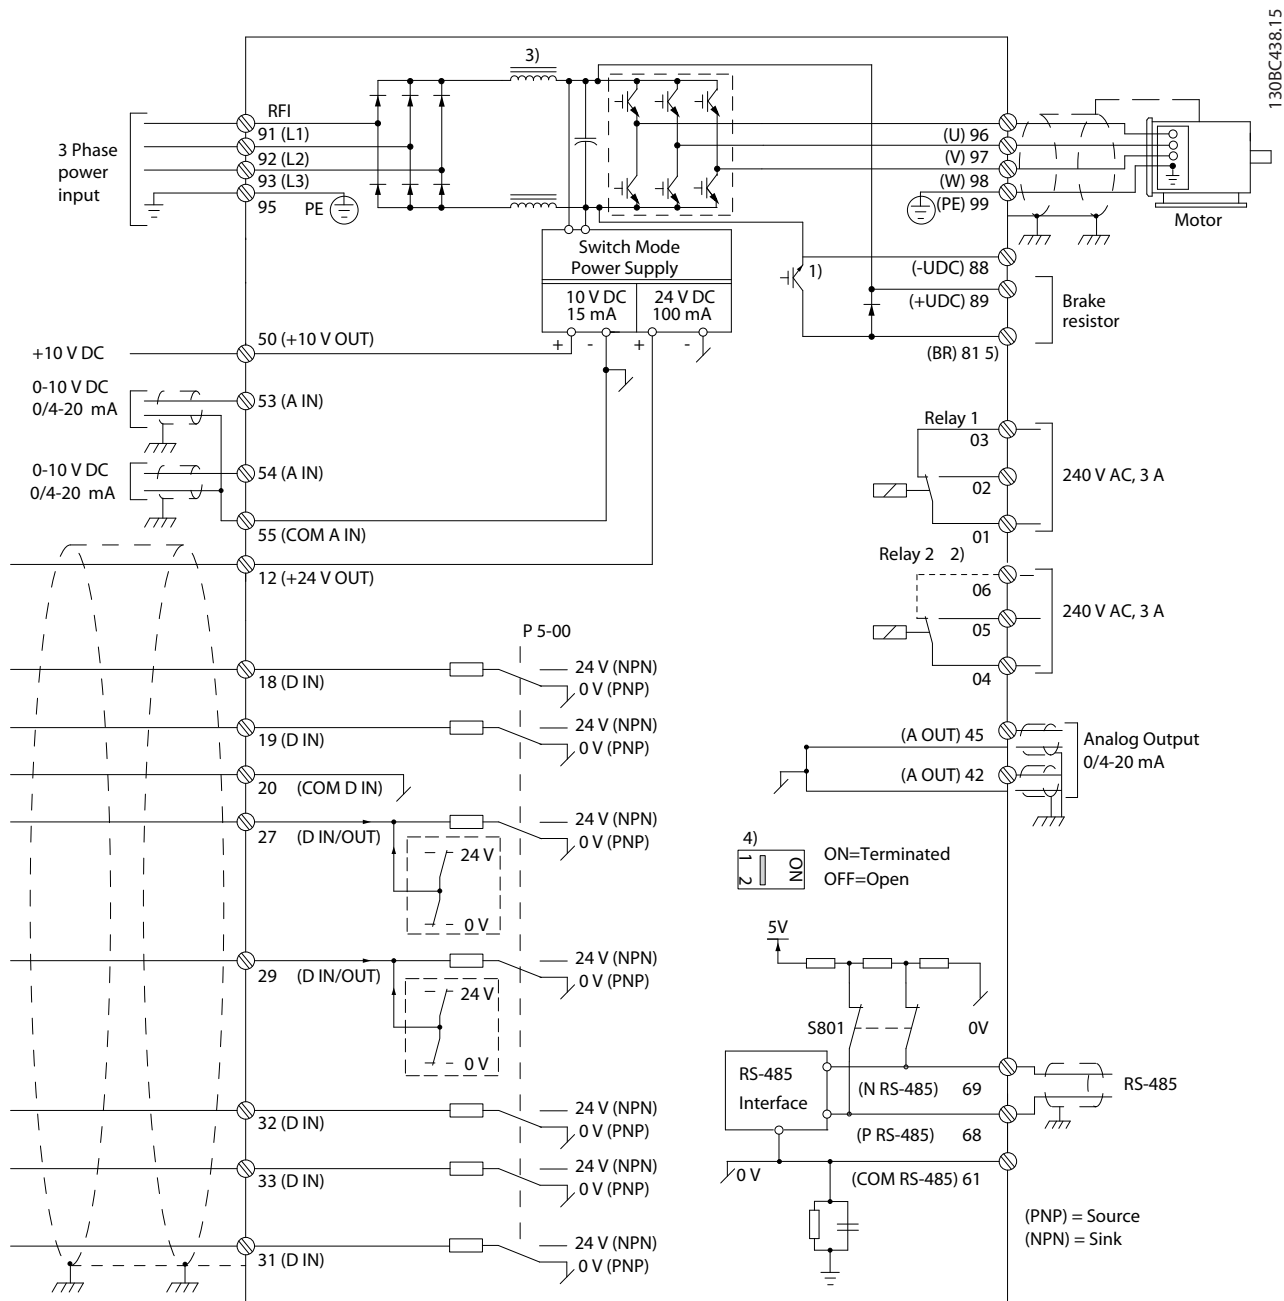 130BC438.15
3)
RFI
91 (L1)
92 (L2)
93 (L3)
95
PE
3 Phase
power
input
(U) 96
(V) 97
(W) 98
(PE) 99
Motor
Switch Mode
Power Supply
10 V DC
15 mA
24 V DC
100 mA
+ - + -
1)
(-UDC) 88
(+UDC) 89
(BR) 81 5)
Brake
resistor
+10 V DC
50 (+10 V OUT)
0-10 V DC
0/4-20 mA
53 (A IN)
0-10 V DC
0/4-20 mA
54 (A IN)
55 (COM A IN)
12 (+24 V OUT)
Relay 1
03
02
01
240 V AC, 3 A
Relay 2 2)
06
05
04
240 V AC, 3 A
P 5-00
18 (D IN)
24 V (NPN)
0 V (PNP)
19 (D IN)
24 V (NPN)
0 V (PNP)
20 (COM D IN)
27 (D IN/OUT)
24 V (NPN)
0 V (PNP)
24 V
0 V
29 (D IN/OUT)
24 V (NPN)
0 V (PNP)
24 V
0 V
32 (D IN)
24 V (NPN)
0 V (PNP)
33 (D IN)
24 V (NPN)
0 V (PNP)
31 (D IN)
24 V (NPN)
0 V (PNP)
(A OUT) 45
(A OUT) 42
Analog Output
0/4-20 mA
4)
1 2
ON
ON=Terminated
OFF=Open
5V
S801
0V
RS-485
Interface
(N RS-485) 69
(P RS-485) 68
RS-485
0 V
(COM RS-485) 61
(PNP) = Source
(NPN) = Sink